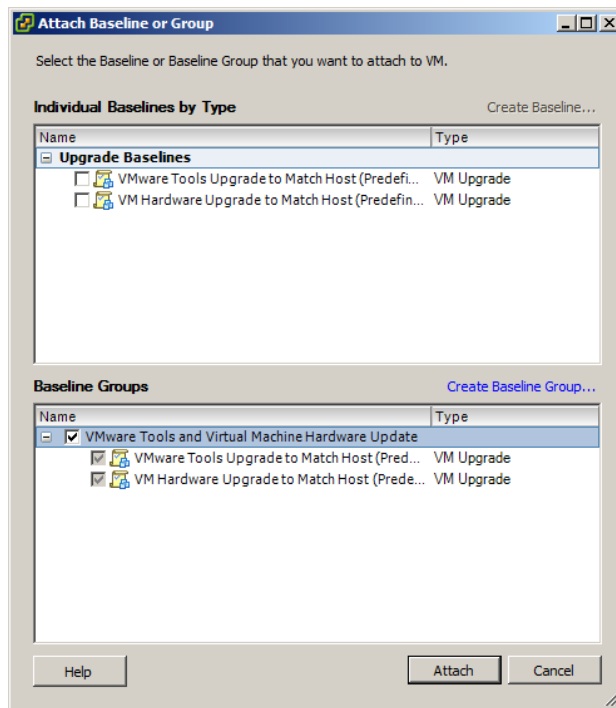 Attach Baseline or Group
Select the Baseline or Baseline Group that you want to attach to VM.
Individual Baselines by Type
Create Baseline...
Name Type
Upgrade Baselines
VMware Tools Upgrade to Match Host (Predefi... VM Upgrade
VM Hardware Upgrade to Match Host (Predefin... VM Upgrade
Baseline Groups
Create Baseline Group...
Name Type
VMware Tools and Virtual Machine Hardware Update
VMware Tools Upgrade to Match Host (Pred... VM Upgrade
VM Hardware Upgrade to Match Host (Prede... VM Upgrade
Help Attach Cancel